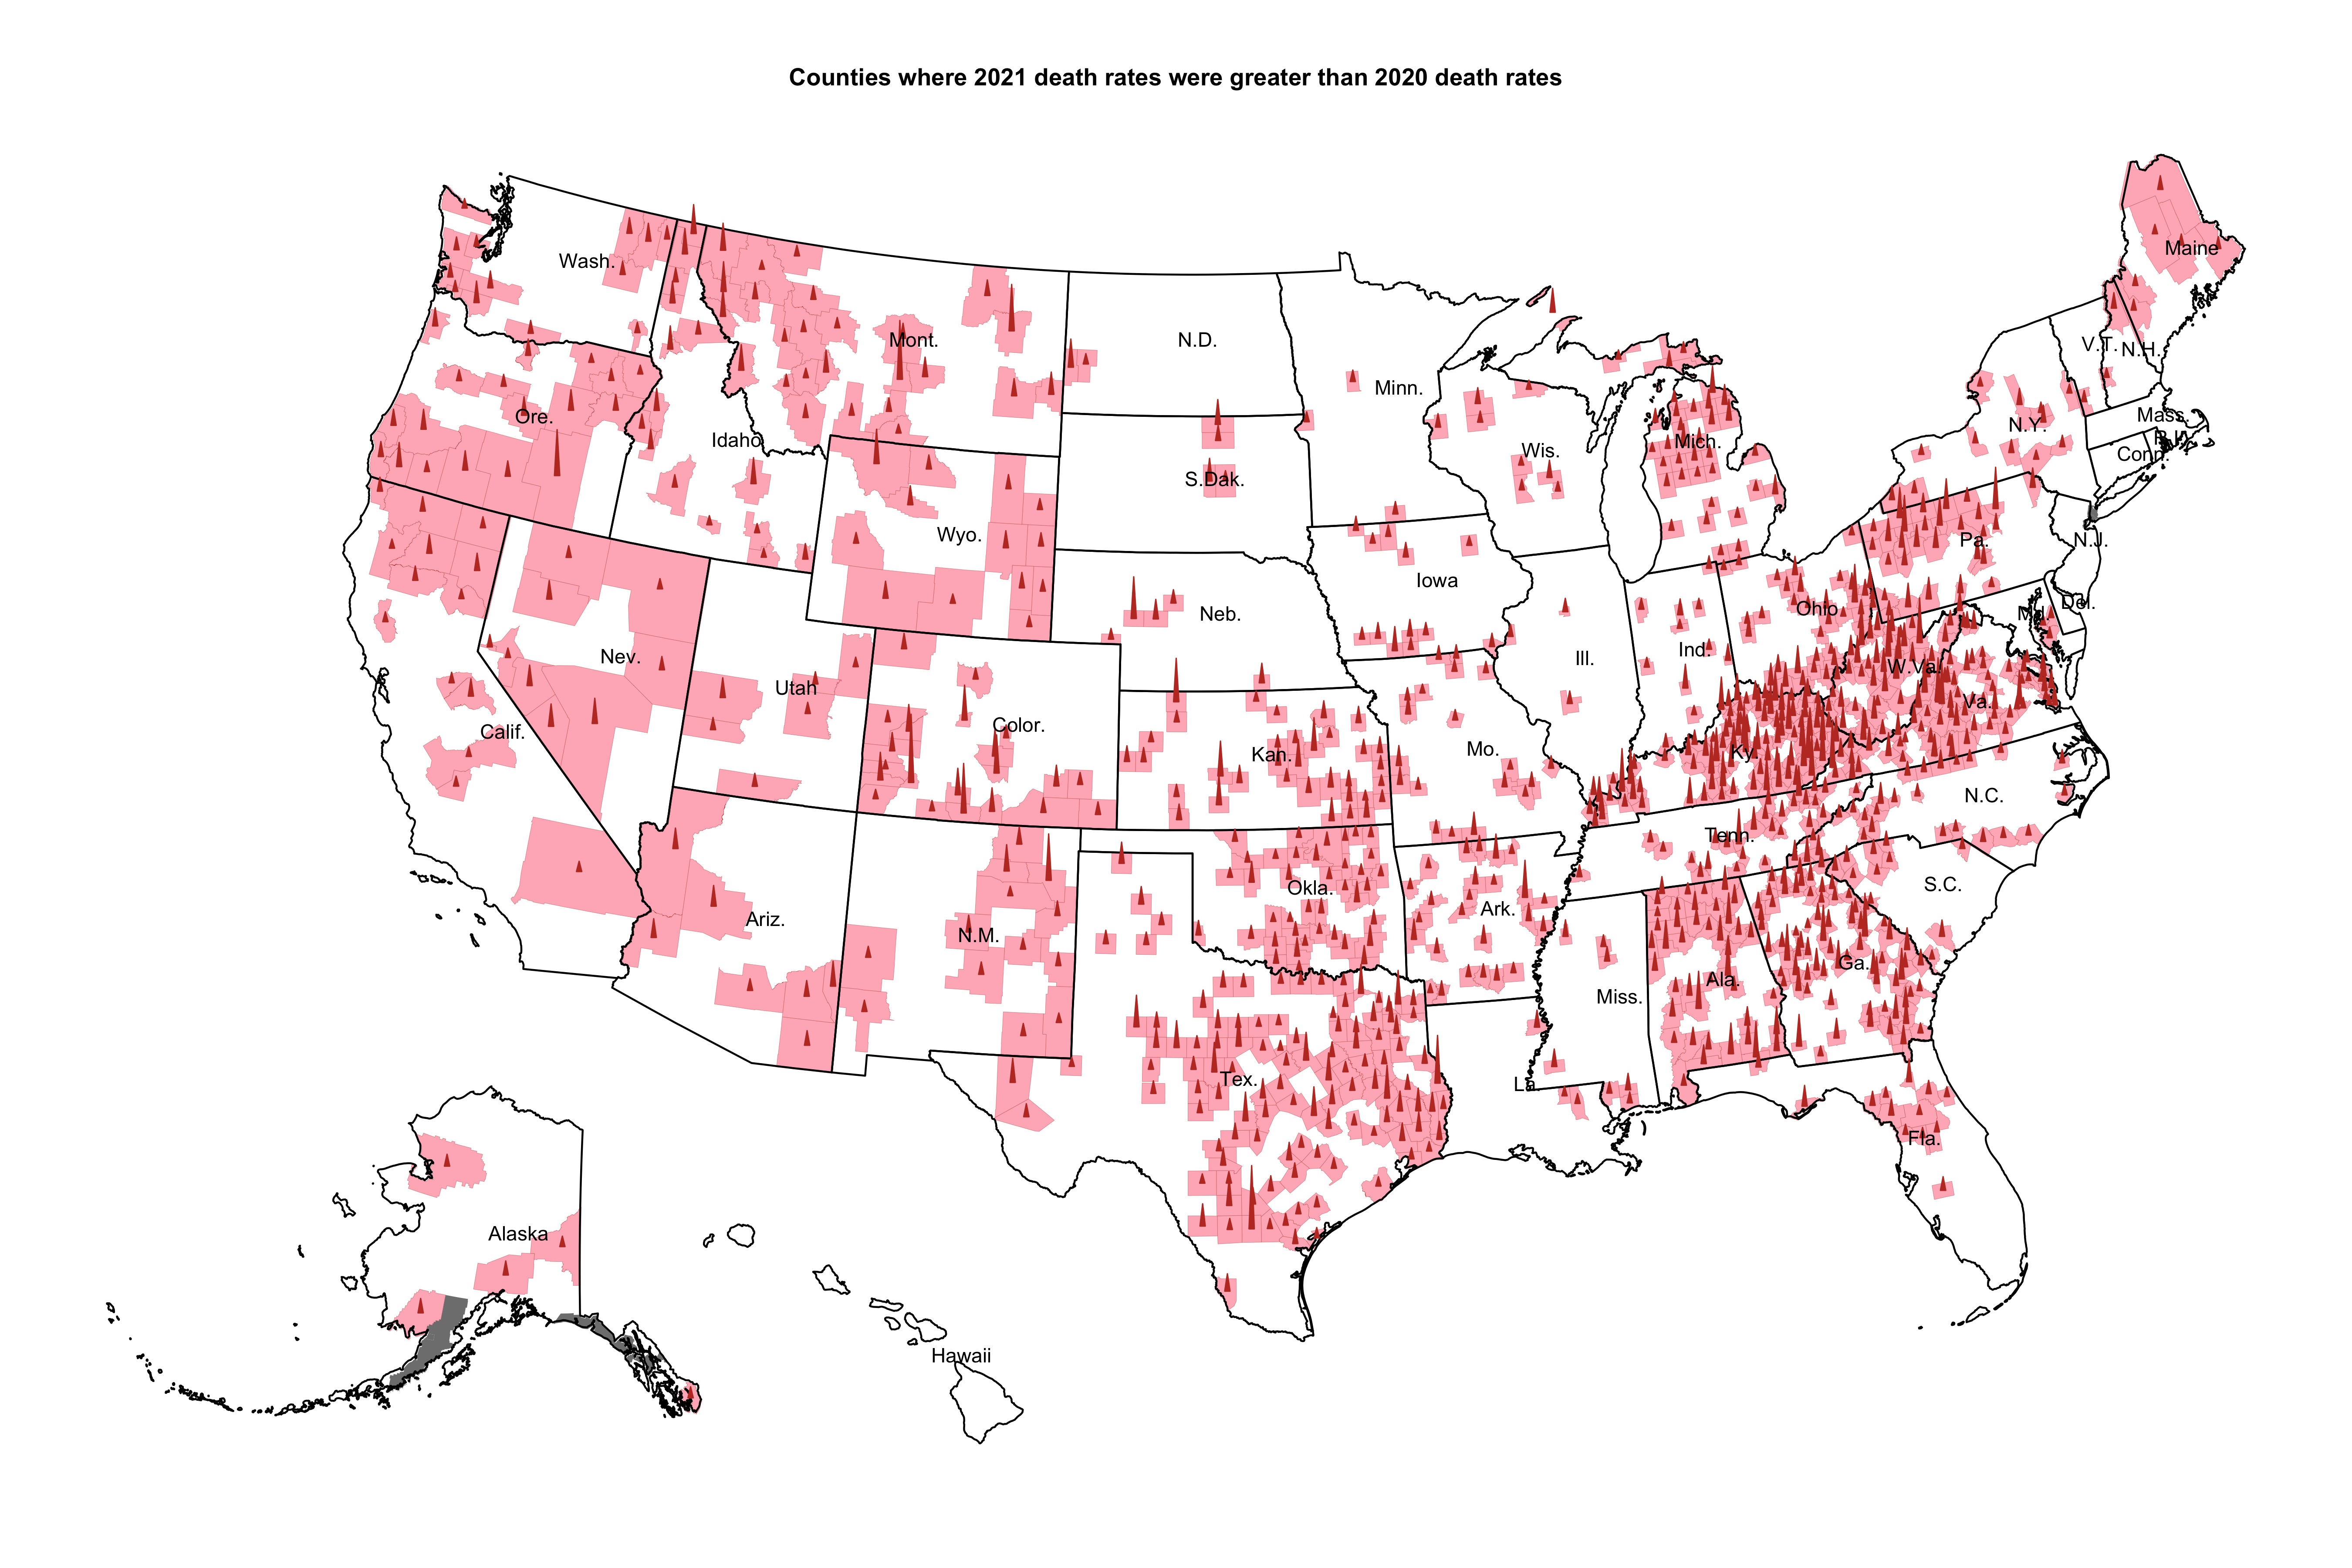 Counties where 2021 death rates were greater than 2020 death rates
Maine
Wash.
Mont.
N.D.
Minn.
V.T.
N.H.
Ore.
Idaho
S.Dak.
Wis.
Mich.
N.Y.
Mass.
R.I.
Conn.
Wyo.
Iowa
Pa.
N.J.
Neb.
Ohio
Md.
Del.
Nev.
Utah
Ill.
Ind.
W.Va.
Calif.
Color.
Kan.
Mo.
Ky.
Va.
N.C.
Tenn.
Ariz.
N.M.
Okla.
Ark.
S.C.
Miss.
Ala.
Ga.
Tex.
La.
Fla.
Alaska
Hawaii